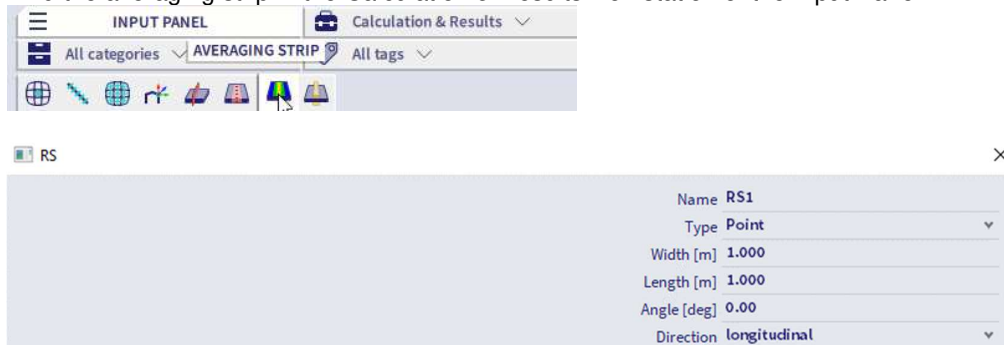 INPUT PANEL Calculation & Results
All categories AVERAGING STRIP All tags
RS
Name RS1
Type Point
Width [m] 1.000
Length [m] 1.000
Angle [deg] 0.00
Direction longitudinal